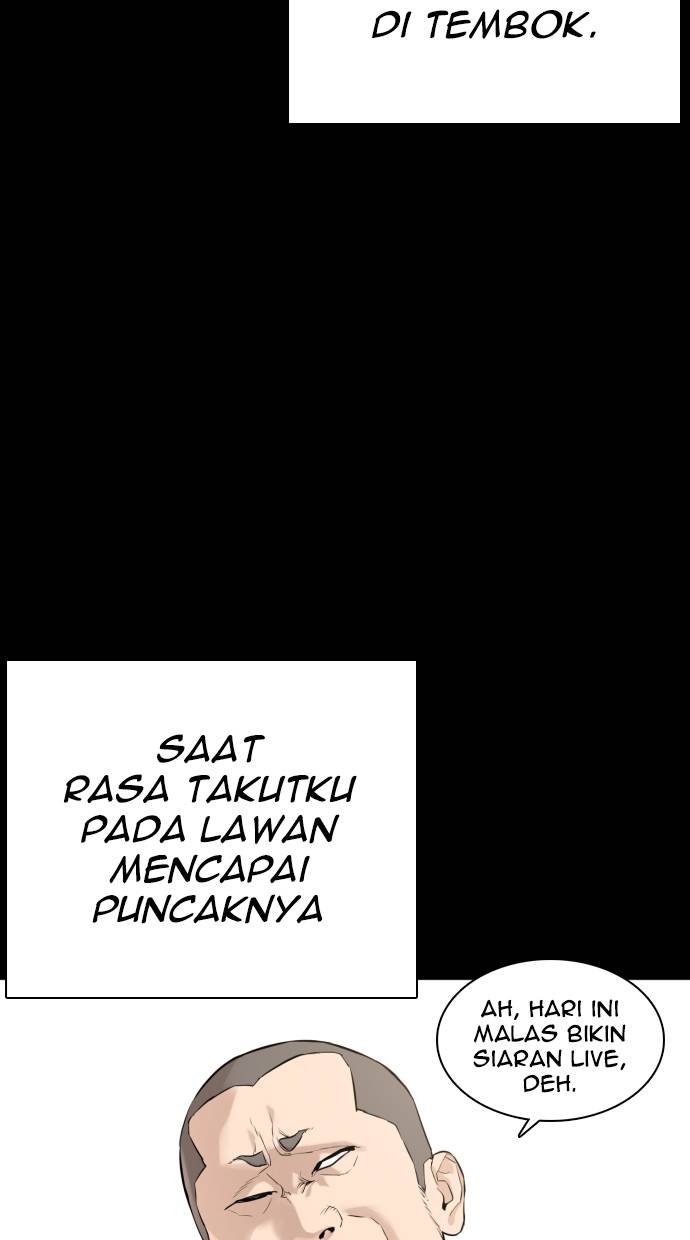 DI TEMBOK.
SAAT
RASA TAKUTKU
PADA LAWAN
MENCAPAI
PUNCAKNYA
AH, HARI INI
MALAS BIKIN
SIARAN LIVE,
DEH.